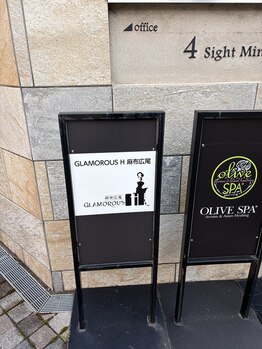 office
4 Sight Min
GLAMOROUS H 麻布広尾
麻布広尾
GLAMOROUS H
olive
SPA
OLIVE SPA
Aroma & Asian Healing